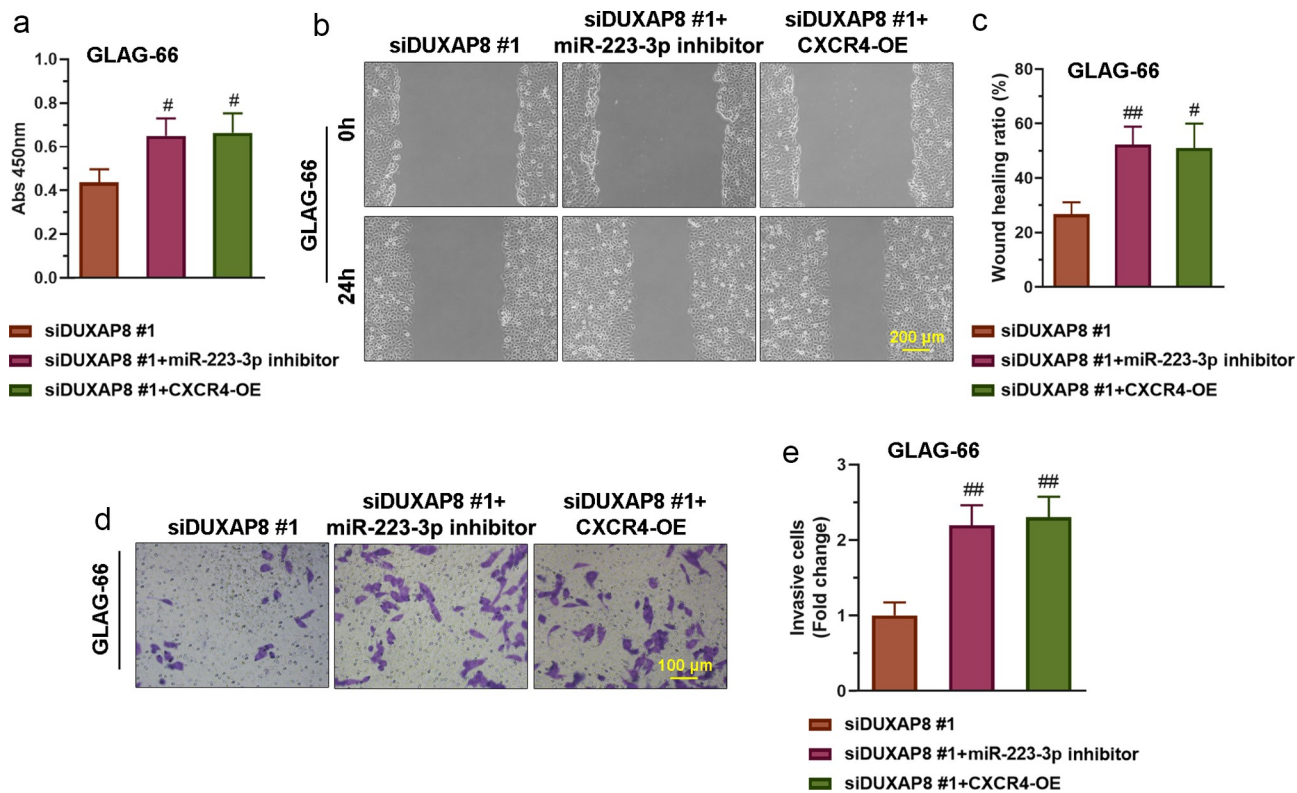 a
GLAG-66
Abs 450nm
1.0
0.8
0.6
0.4
0.2
0.0
#
#
siDUXAP8 #1
siDUXAP8 #1+miR-223-3p inhibitor
siDUXAP8 #1+CXCR4-OE
b
siDUXAP8 #1
siDUXAP8 #1+
miR-223-3p inhibitor
siDUXAP8 #1+
CXCR4-OE
GLAG-66
0h
24h
200 μm
c
GLAG-66
Wound healing ratio (%)
80
60
40
20
0
##
#
siDUXAP8 #1
siDUXAP8 #1+miR-223-3p inhibitor
siDUXAP8 #1+CXCR4-OE
d
siDUXAP8 #1
siDUXAP8 #1+
miR-223-3p inhibitor
siDUXAP8 #1+
CXCR4-OE
GLAG-66
100 μm
e
GLAG-66
Invasive cells
(Fold change)
3
2
1
0
##
##
siDUXAP8 #1
siDUXAP8 #1+miR-223-3p inhibitor
siDUXAP8 #1+CXCR4-OE